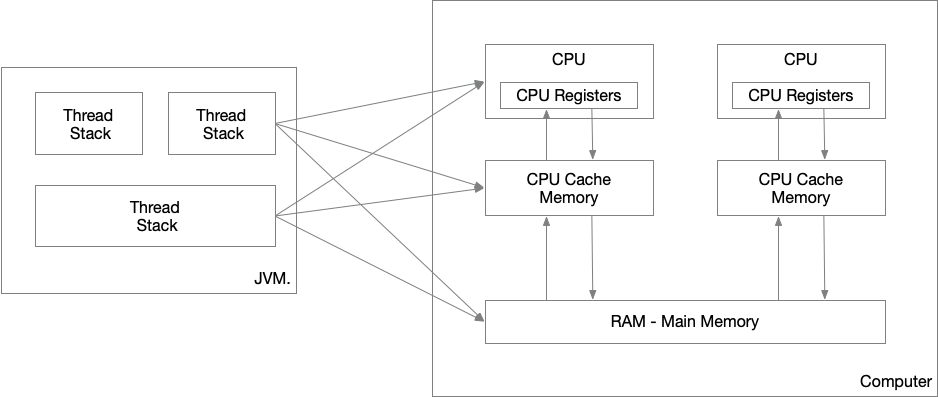 Thread
Stack
Thread
Stack
Thread
Stack
JVM.
CPU
CPU Registers
CPU Cache
Memory
CPU
CPU Registers
CPU Cache
Memory
RAM - Main Memory
Computer